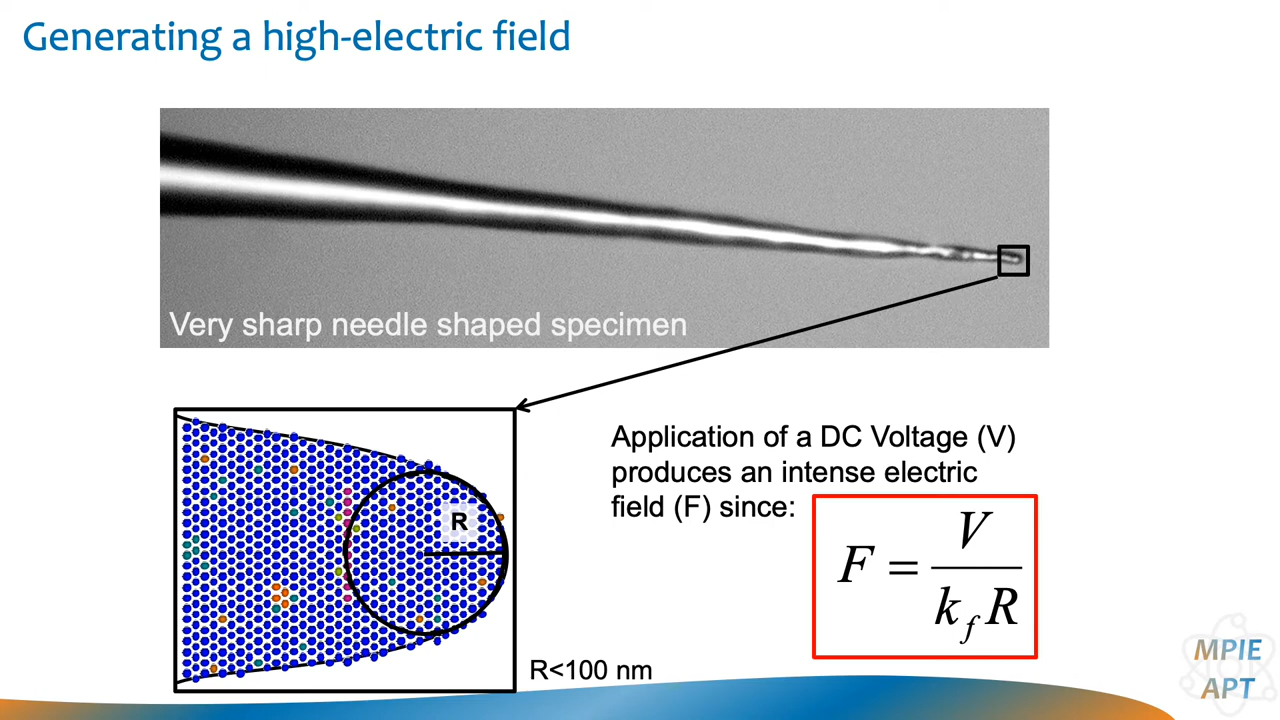 Generating a high-electric field
Very sharp needle shaped specimen
Application of a DC Voltage (V)
produces an intense electric
field (F) since:
F = V / k_f R
R
R<100 nm
MPIE
APT